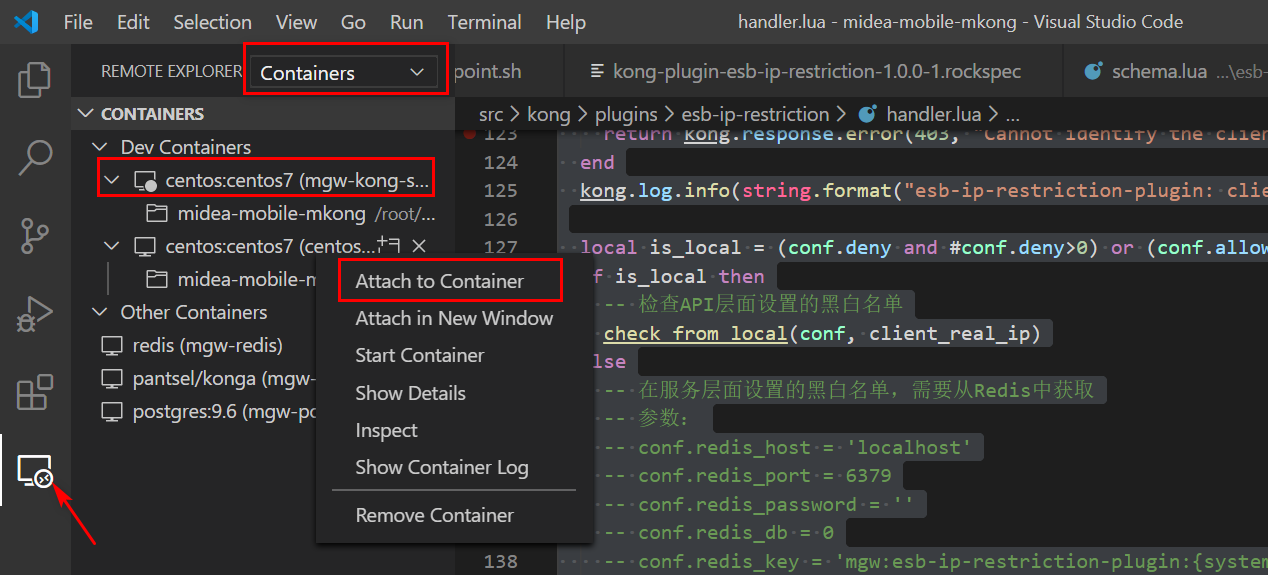 File Edit Selection View Go Run Terminal Help handler.lua - midea-mobile-mkong - Visual Studio Code
REMOTE EXPLORER Containers
point.sh kong-plugin-esb-ip-restriction-1.0.0-1.rockspec schema.lua ...\esb-
CONTAINERS
Dev Containers
centos:centos7 (mgw-kong-s...
midea-mobile-mkong /root/...
centos:centos7 (centos...
midea-mobile-m
Other Containers
redis (mgw-redis)
pantsel/konga (mgw-
postgres:9.6 (mgw-po
Attach to Container
Attach in New Window
Start Container
Show Details
Inspect
Show Container Log
Remove Container
src > kong > plugins > esb-ip-restriction > handler.lua > ...
123 return kong.response.error(403, "Cannot identify the clien
124 end
125 kong.log.info(string.format("esb-ip-restriction-plugin: clie
126
127 local is_local = (conf.deny and #conf.deny>0) or (conf.allow
f is_local then
-- 检查API层面设置的黑白名单
check_from_local(conf, client_real_ip)
lse
-- 在服务层面设置的黑白名单，需要从Redis中获取
-- 参数：
-- conf.redis_host = 'localhost'
-- conf.redis_port = 6379
-- conf.redis_password = ''
-- conf.redis_db = 0
138 -- conf.redis_key = 'mgw:esb-ip-restriction-plugin:{system